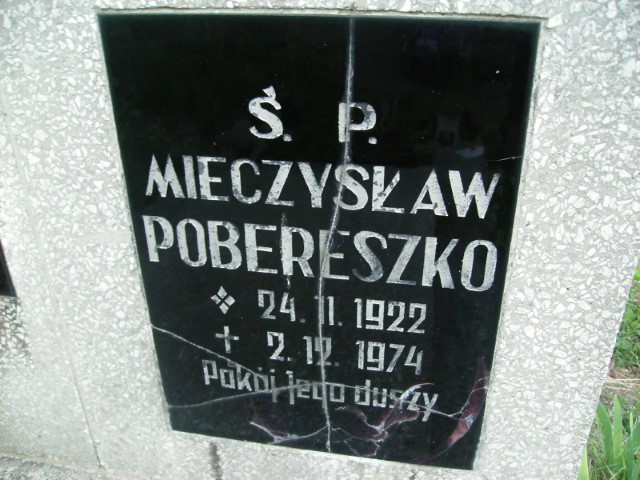 Ś. P.
MIECZYSŁAW
POBERESZKO
❖ 24. 11. 1922
+ 2. 12. 1974
Pokój jego duszy